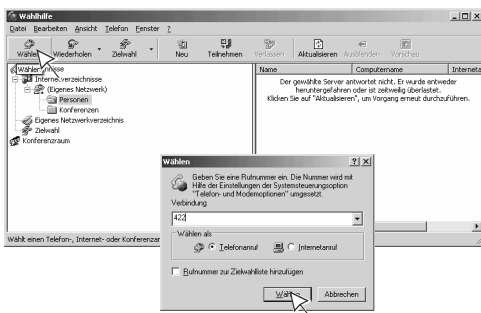 Wählhilfe
Datei Bearbeiten Ansicht Telefon Fenster ?
Wählen Wiederholen Zielwahl Neu Teilnehmen Verlassen Aktualisieren Ausblenden Vorschau
Wählen
Internetverzeichnisse
(Eigenes Netzwerk)
Personen
Konferenzen
Eigenes Netzwerkverzeichnis
Zielwahl
Konferenzraum
Name Computername Interneta
Der gewählte Server antwortet nicht. Er wurde entweder
heruntergefahren oder ist zeitweilig überlastet.
Klicken Sie auf "Aktualisieren", um Vorgang erneut durchzuführen.
Wählt einen Telefon-, Internet- oder Konferenzan
Wählen
Geben Sie eine Rufnummer ein. Die Nummer wird mit
Hilfe der Einstellungen der Systemsteuerungsoption
"Telefon- und Modemoptionen" umgesetzt.
Verbindung
422
Wählen als
Telefonanruf Internetanruf
Rufnummer zur Zielwahlliste hinzufügen
Wählen Abbrechen